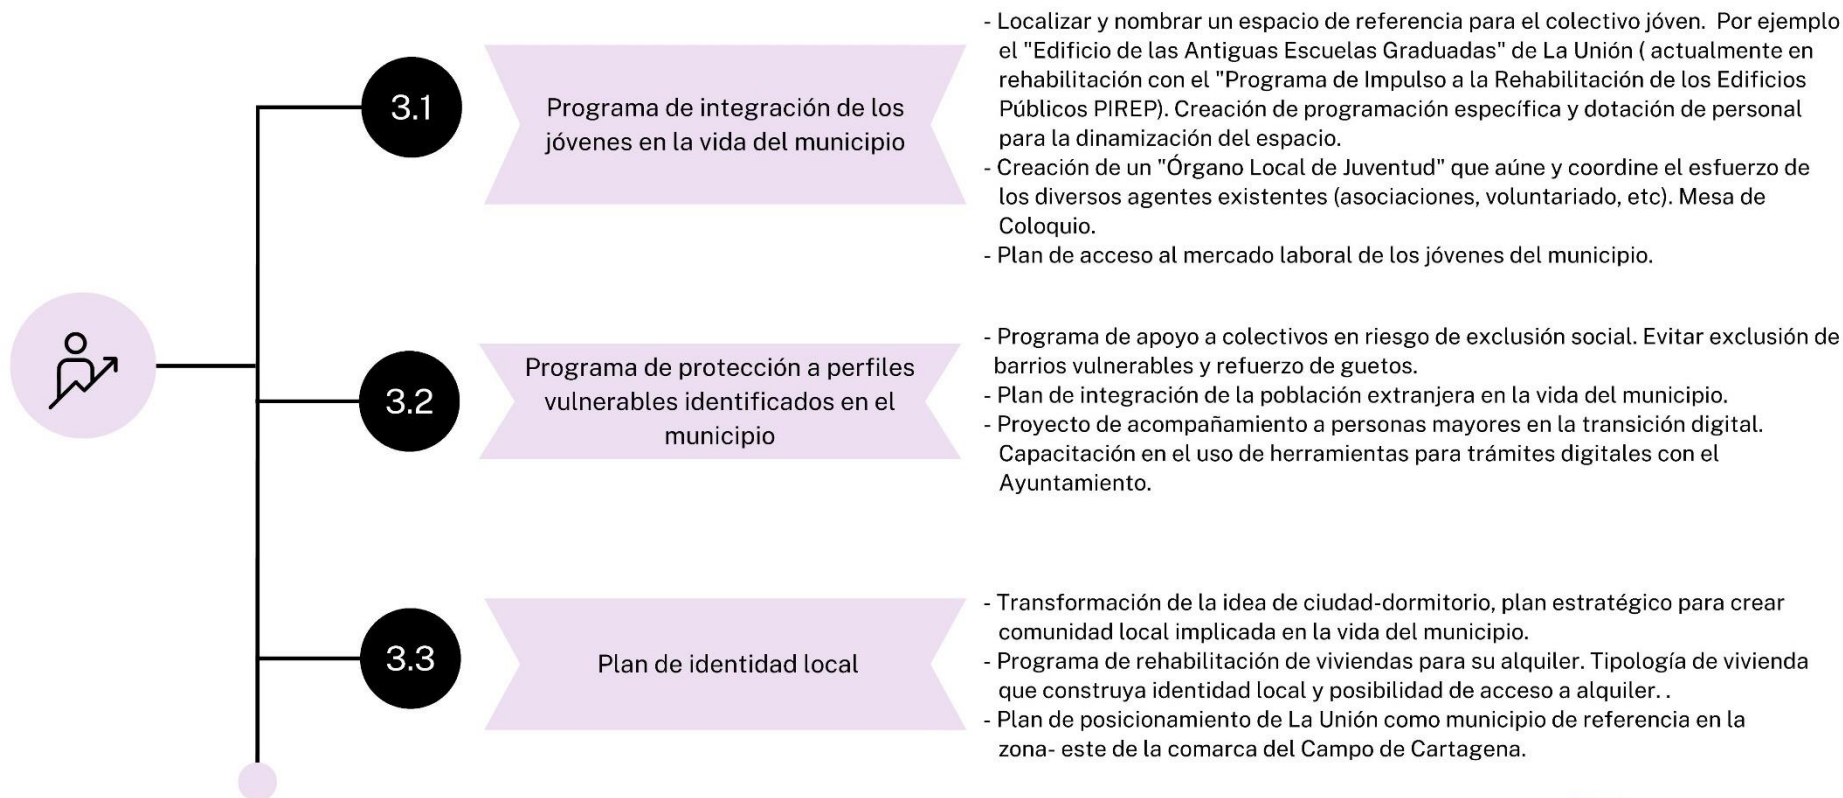 3.1
Programa de integración de los
jóvenes en la vida del municipio
- Localizar y nombrar un espacio de referencia para el colectivo jóven. Por ejemplo
el "Edificio de las Antiguas Escuelas Graduadas" de La Unión ( actualmente en
rehabilitación con el "Programa de Impulso a la Rehabilitación de los Edificios
Públicos PIREP). Creación de programación específica y dotación de personal
para la dinamización del espacio.
- Creación de un "Órgano Local de Juventud" que aúne y coordine el esfuerzo de
los diversos agentes existentes (asociaciones, voluntariado, etc). Mesa de
Coloquio.
- Plan de acceso al mercado laboral de los jóvenes del municipio.
3.2
Programa de protección a perfiles
vulnerables identificados en el
municipio
- Programa de apoyo a colectivos en riesgo de exclusión social. Evitar exclusión de
barrios vulnerables y refuerzo de guetos.
- Plan de integración de la población extranjera en la vida del municipio.
- Proyecto de acompañamiento a personas mayores en la transición digital.
Capacitación en el uso de herramientas para trámites digitales con el
Ayuntamiento.
3.3
Plan de identidad local
- Transformación de la idea de ciudad-dormitorio, plan estratégico para crear
comunidad local implicada en la vida del municipio.
- Programa de rehabilitación de viviendas para su alquiler. Tipología de vivienda
que construya identidad local y posibilidad de acceso a alquiler. .
- Plan de posicionamiento de La Unión como municipio de referencia en la
zona- este de la comarca del Campo de Cartagena.